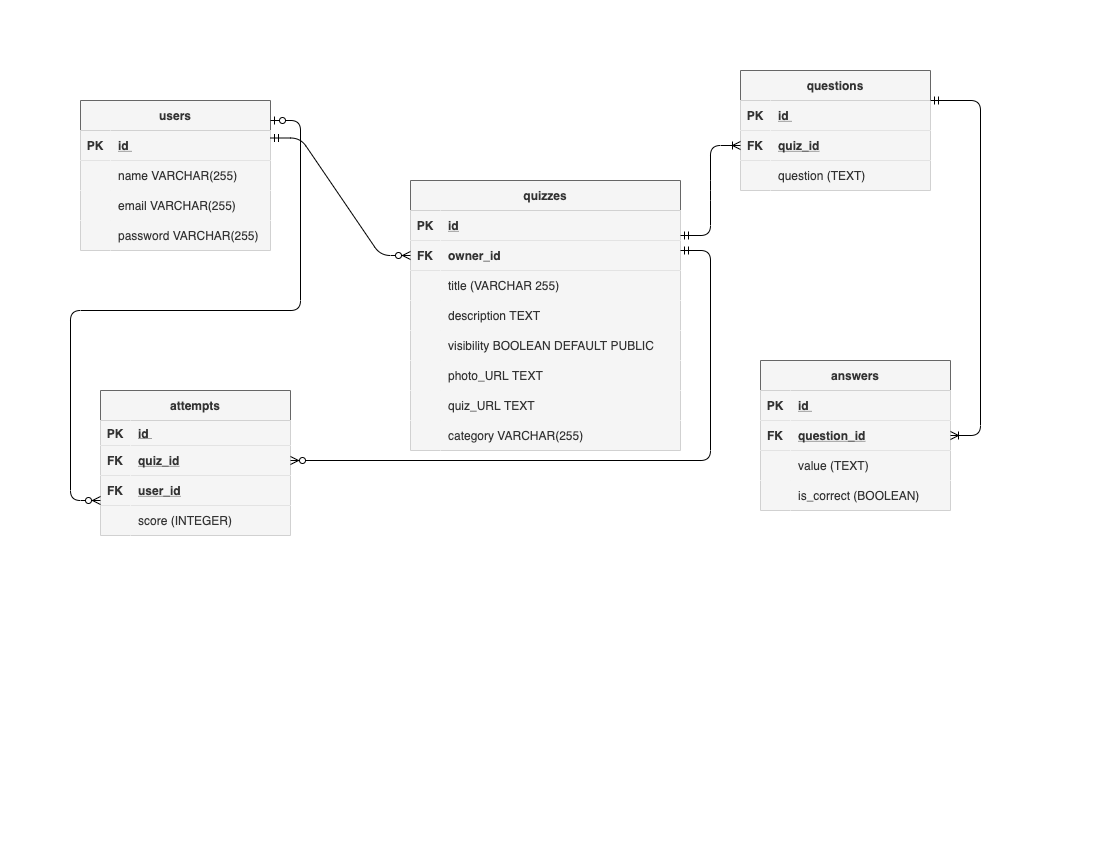 users
PK id
name VARCHAR(255)
email VARCHAR(255)
password VARCHAR(255)
quizzes
PK id
FK owner_id
title (VARCHAR 255)
description TEXT
visibility BOOLEAN DEFAULT PUBLIC
photo_URL TEXT
quiz_URL TEXT
category VARCHAR(255)
questions
PK id
FK quiz_id
question (TEXT)
attempts
PK id
FK quiz_id
FK user_id
score (INTEGER)
answers
PK id
FK question_id
value (TEXT)
is_correct (BOOLEAN)